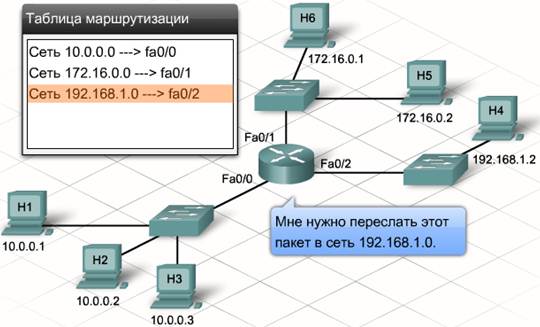 Таблица маршрутизации
Сеть 10.0.0.0 ---> fa0/0
Сеть 172.16.0.0 ---> fa0/1
Сеть 192.168.1.0 ---> fa0/2
H6
172.16.0.1
H5
172.16.0.2
H4
192.168.1.2
Fa0/1
Fa0/2
Fa0/0
Мне нужно переслать этот
пакет в сеть 192.168.1.0.
H1
10.0.0.1
H2
10.0.0.2
H3
10.0.0.3